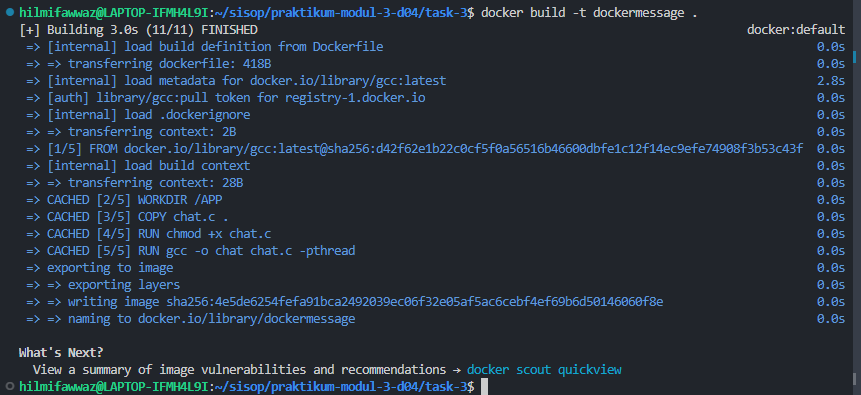 hilmifawwaz@LAPTOP-IFMH4L9I:~/sisop/praktikum-modul-3-d04/task-3$ docker build -t dockermessage .
[+] Building 3.0s (11/11) FINISHED docker:default
=> [internal] load build definition from Dockerfile 0.0s
=> => transferring dockerfile: 418B 0.0s
=> [internal] load metadata for docker.io/library/gcc:latest 2.8s
=> [auth] library/gcc:pull token for registry-1.docker.io 0.0s
=> [internal] load .dockerignore 0.0s
=> => transferring context: 2B 0.0s
=> [1/5] FROM docker.io/library/gcc:latest@sha256:d42f62e1b22c0cf5f0a56516b46600dbfe1c12f14ec9efe74908f3b53c43f 0.0s
=> [internal] load build context 0.0s
=> => transferring context: 28B 0.0s
=> CACHED [2/5] WORKDIR /APP 0.0s
=> CACHED [3/5] COPY chat.c . 0.0s
=> CACHED [4/5] RUN chmod +x chat.c 0.0s
=> CACHED [5/5] RUN gcc -o chat chat.c -pthread 0.0s
=> exporting to image 0.0s
=> => exporting layers 0.0s
=> => writing image sha256:4e5de6254fefa91bca2492039ec06f32e05af5ac6cebf4ef69b6d50146060f8e 0.0s
=> => naming to docker.io/library/dockermessage 0.0s
What's Next?
View a summary of image vulnerabilities and recommendations → docker scout quickview
hilmifawwaz@LAPTOP-IFMH4L9I:~/sisop/praktikum-modul-3-d04/task-3$